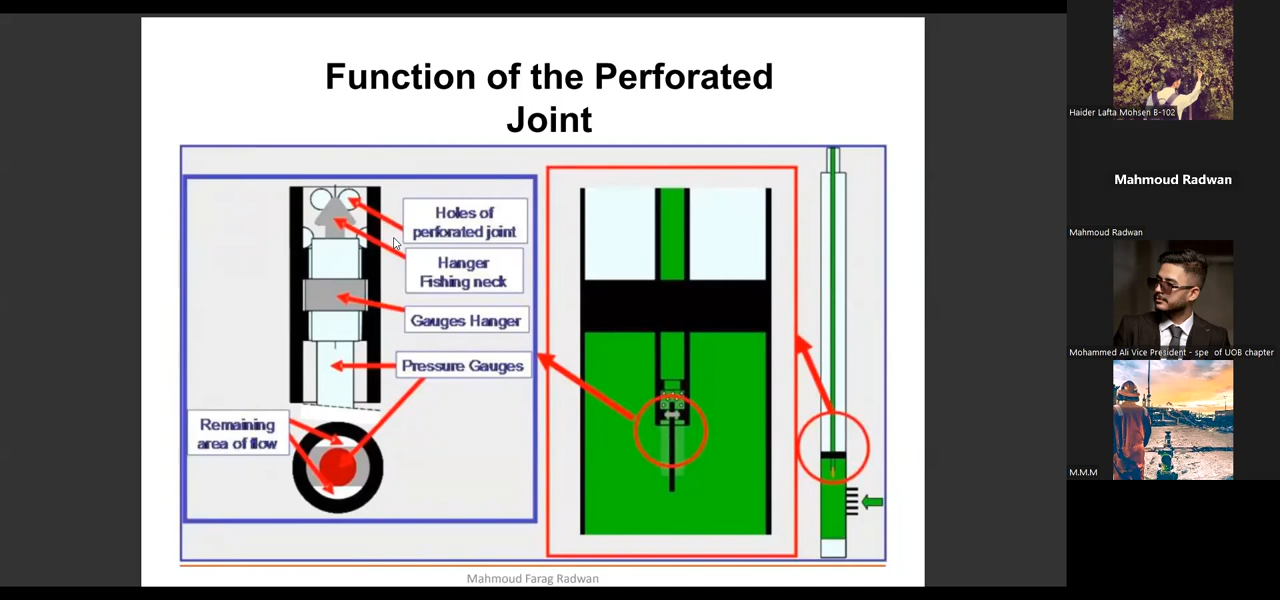 Function of the Perforated
Joint
Holes of
perforated joint
Hanger
Fishing neck
Gauges Hanger
Pressure Gauges
Remaining
area of flow
Mahmoud Farag Radwan
Haider Lafta Mohsen B-102
Mahmoud Radwan
Mahmoud Radwan
Mohammed Ali Vice President - spe of UOB chapter
M.M.M